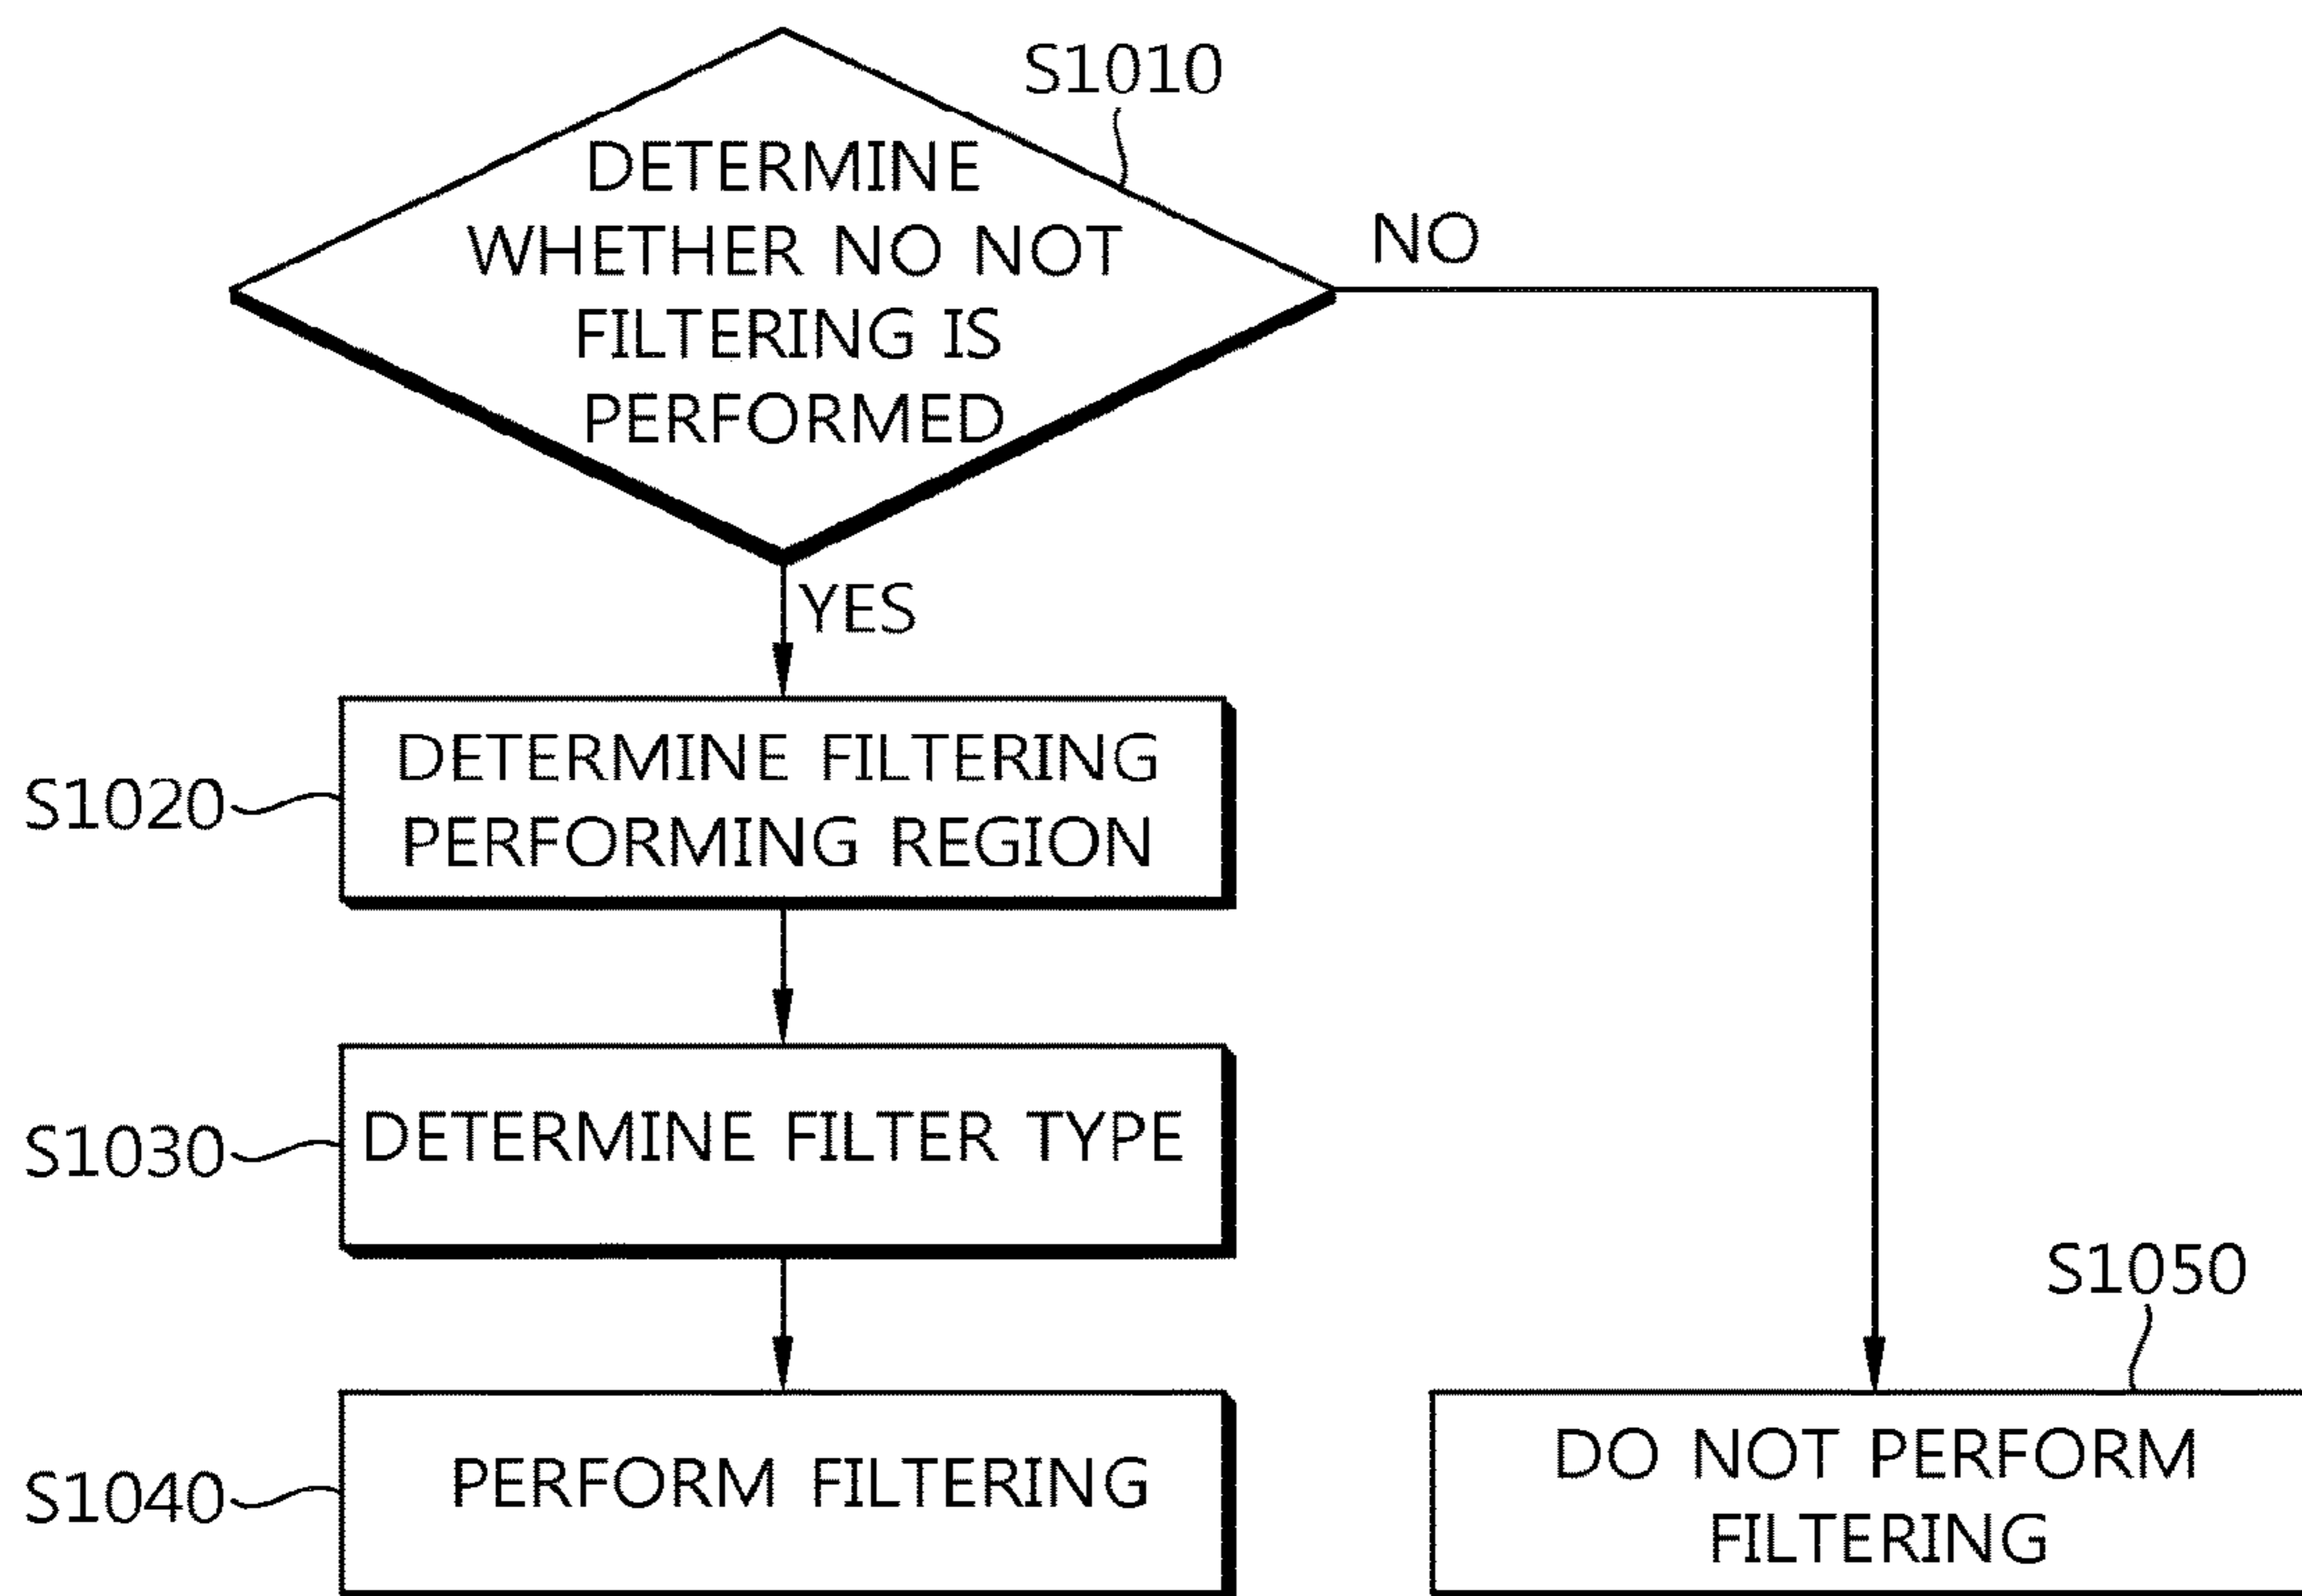 S1010
DETERMINE
WHETHER NO NOT
FILTERING IS
PERFORMED
NO
YES
S1020
DETERMINE FILTERING
PERFORMING REGION
S1030
DETERMINE FILTER TYPE
S1040
PERFORM FILTERING
S1050
DO NOT PERFORM
FILTERING